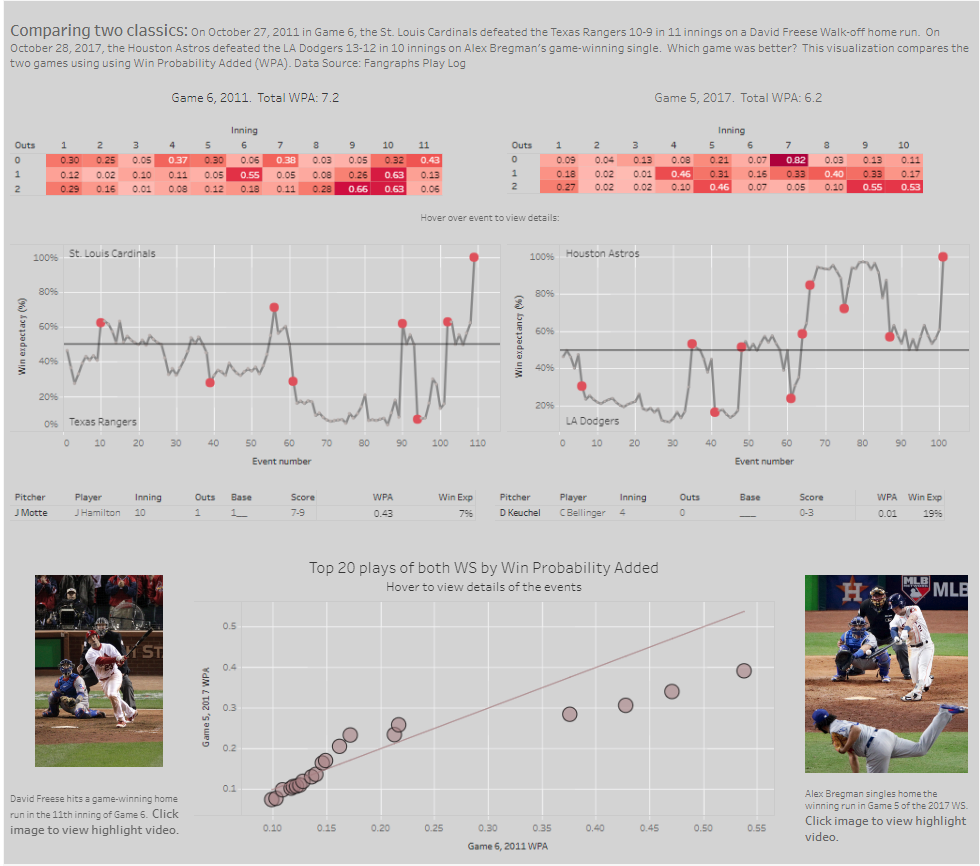 Comparing two classics: On October 27, 2011 in Game 6, the St. Louis Cardinals defeated the Texas Rangers 10-9 in 11 innings on a David Freese Walk-off home run. On
October 28, 2017, the Houston Astros defeated the LA Dodgers 13-12 in 10 innings on Alex Bregman's game-winning single. Which game was better? This visualization compares the
two games using using Win Probability Added (WPA). Data Source: Fangraphs Play Log
Game 6, 2011. Total WPA: 7.2
Inning
Outs 1 2 3 4 5 6 7 8 9 10 11
0 0.30 0.25 0.05 0.37 0.30 0.06 0.38 0.03 0.05 0.32 0.43
1 0.12 0.02 0.10 0.11 0.05 0.55 0.05 0.08 0.26 0.63 0.13
2 0.29 0.16 0.01 0.08 0.12 0.18 0.11 0.28 0.66 0.63 0.06
Game 5, 2017. Total WPA: 6.2
Inning
Outs 1 2 3 4 5 6 7 8 9 10
0 0.09 0.04 0.13 0.08 0.21 0.07 0.82 0.03 0.13 0.11
1 0.18 0.02 0.01 0.46 0.31 0.16 0.33 0.40 0.33 0.17
2 0.27 0.02 0.02 0.10 0.46 0.07 0.05 0.10 0.55 0.53
Hover over event to view details:
St. Louis Cardinals
Win expectacy (%)
100%
80%
60%
40%
20%
0%
Texas Rangers
0 10 20 30 40 50 60 70 80 90 100 110
Event number
Houston Astros
Win expectancy (%)
100%
80%
60%
40%
20%
LA Dodgers
0 10 20 30 40 50 60 70 80 90 100
Event number
Pitcher Player Inning Outs Base Score WPA Win Exp
J Motte J Hamilton 10 1 1__ 7-9 0.43 7%
Pitcher Player Inning Outs Base Score WPA Win Exp
D Keuchel C Bellinger 4 0 ___ 0-3 0.01 19%
Top 20 plays of both WS by Win Probability Added
Hover to view details of the events
Game 5, 2017 WPA
0.5
0.4
0.3
0.2
0.1
0.10 0.15 0.20 0.25 0.30 0.35 0.40 0.45 0.50 0.55
Game 6, 2011 WPA
David Freese hits a game-winning home
run in the 11th inning of Game 6. Click
image to view highlight video.
H
MLB
WORLD
SERIES
MLB
Alex Bregman singles home the
winning run in Game 5 of the 2017 WS.
Click image to view highlight
video.